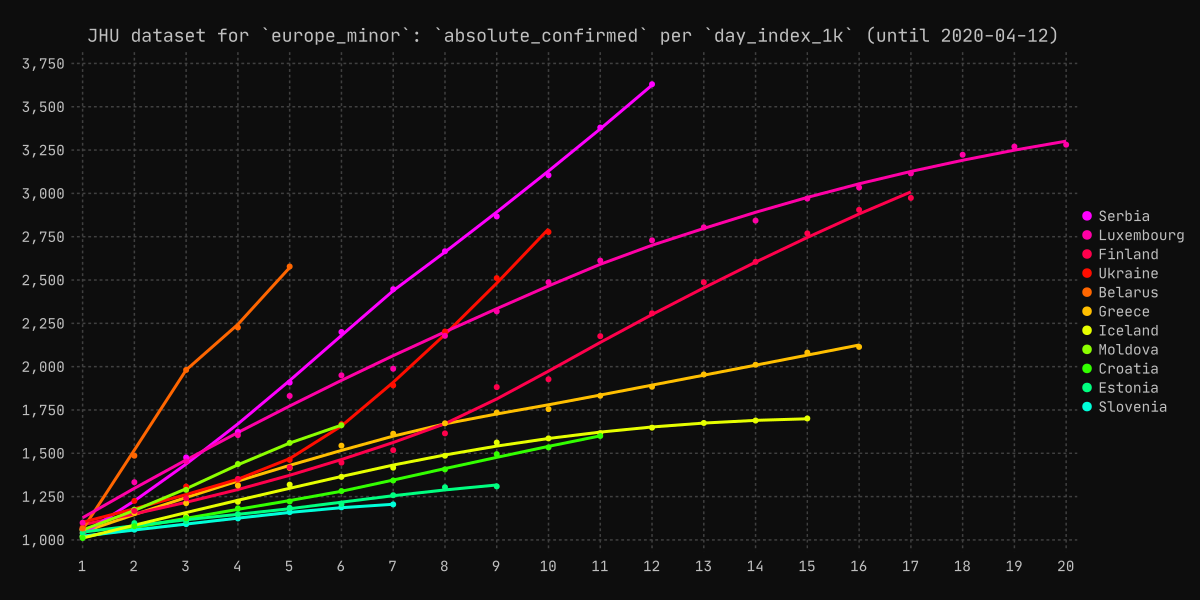 JHU dataset for `europe_minor`: `absolute_confirmed` per `day_index_1k` (until 2020-04-12)
3,750
3,500
3,250
3,000
2,750
2,500
2,250
2,000
1,750
1,500
1,250
1,000
1 2 3 4 5 6 7 8 9 10 11 12 13 14 15 16 17 18 19 20
Serbia
Luxembourg
Finland
Ukraine
Belarus
Greece
Iceland
Moldova
Croatia
Estonia
Slovenia